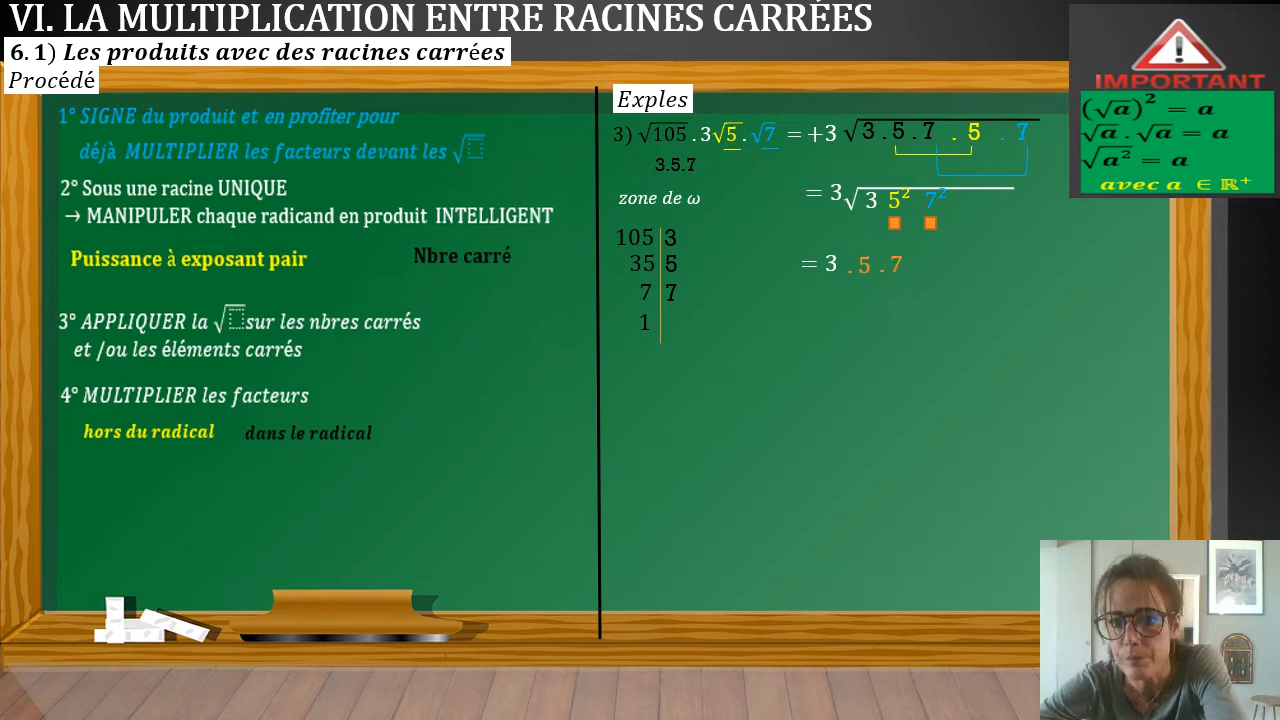 VI. LA MULTIPLICATION ENTRE RACINES CARRÉES
6.1) Les produits avec des racines carrées
Procédé
1° SIGNE du produit et en profiter pour
déjà MULTIPLIER les facteurs devant les √
2° Sous une racine UNIQUE
→ MANIPULER chaque radicand en produit INTELLIGENT
Puissance à exposant pair Nbre carré
3° APPLIQUER la √ sur les nbres carrés
et /ou les éléments carrés
4° MULTIPLIER les facteurs
hors du radical dans le radical
Exples
3) √105 . 3√5 . √7 = +3 √3 . 5 . 7 . 5 . 7
3.5.7
zone de ω
= 3√3 5² 7²
105 3
35 5
7 7
1
= 3 . 5 . 7
IMPORTANT
(√a)² = a
√a . √a = a
√a² = a
avec a ∈ ℝ⁺